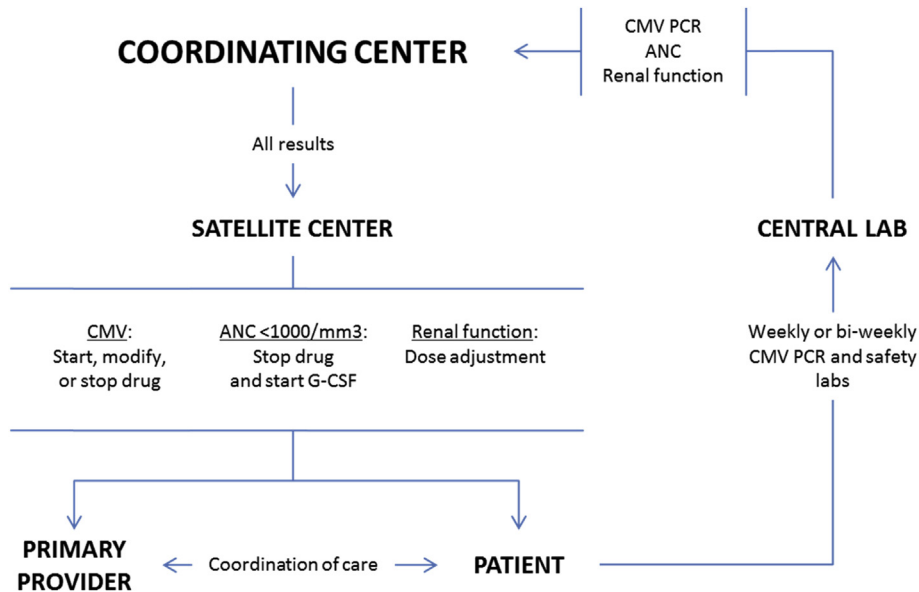 COORDINATING CENTER
CMV PCR
ANC
Renal function
All results
SATELLITE CENTER
CENTRAL LAB
CMV:
Start, modify,
or stop drug
ANC <1000/mm3:
Stop drug
and start G-CSF
Renal function:
Dose adjustment
Weekly or bi-weekly
CMV PCR and safety
labs
PRIMARY
PROVIDER
Coordination of care
PATIENT